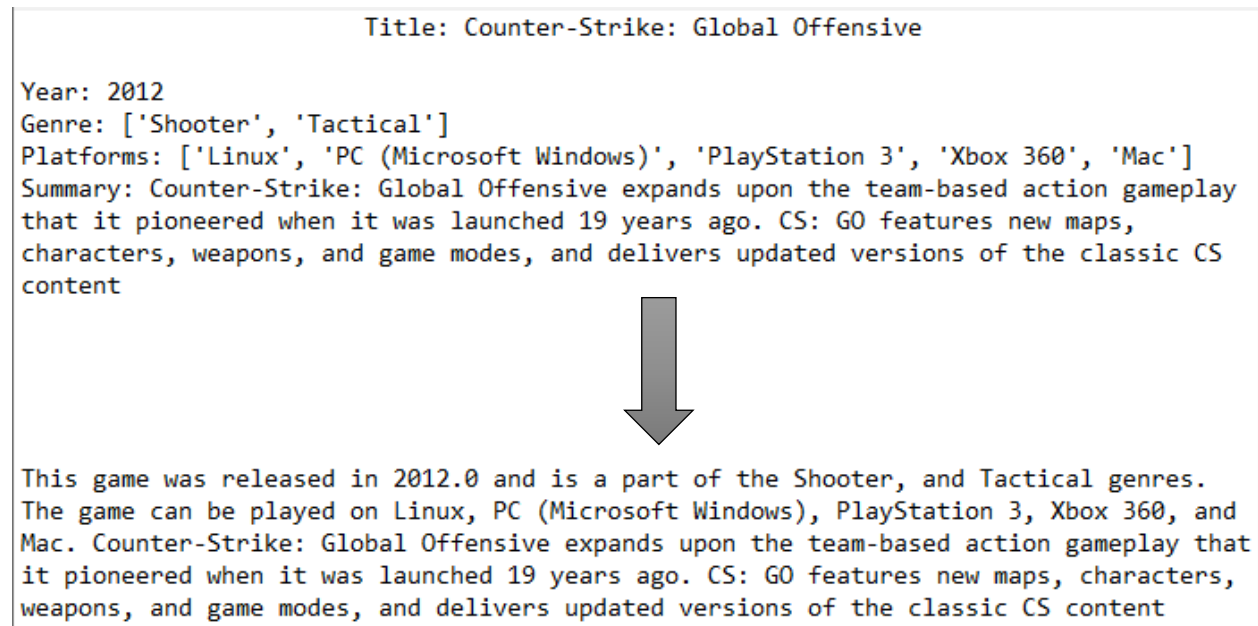 Title: Counter-Strike: Global Offensive
Year: 2012
Genre: ['Shooter', 'Tactical']
Platforms: ['Linux', 'PC (Microsoft Windows)', 'PlayStation 3', 'Xbox 360', 'Mac']
Summary: Counter-Strike: Global Offensive expands upon the team-based action gameplay
that it pioneered when it was launched 19 years ago. CS: GO features new maps,
characters, weapons, and game modes, and delivers updated versions of the classic CS
content
This game was released in 2012.0 and is a part of the Shooter, and Tactical genres.
The game can be played on Linux, PC (Microsoft Windows), PlayStation 3, Xbox 360, and
Mac. Counter-Strike: Global Offensive expands upon the team-based action gameplay that
it pioneered when it was launched 19 years ago. CS: GO features new maps, characters,
weapons, and game modes, and delivers updated versions of the classic CS content